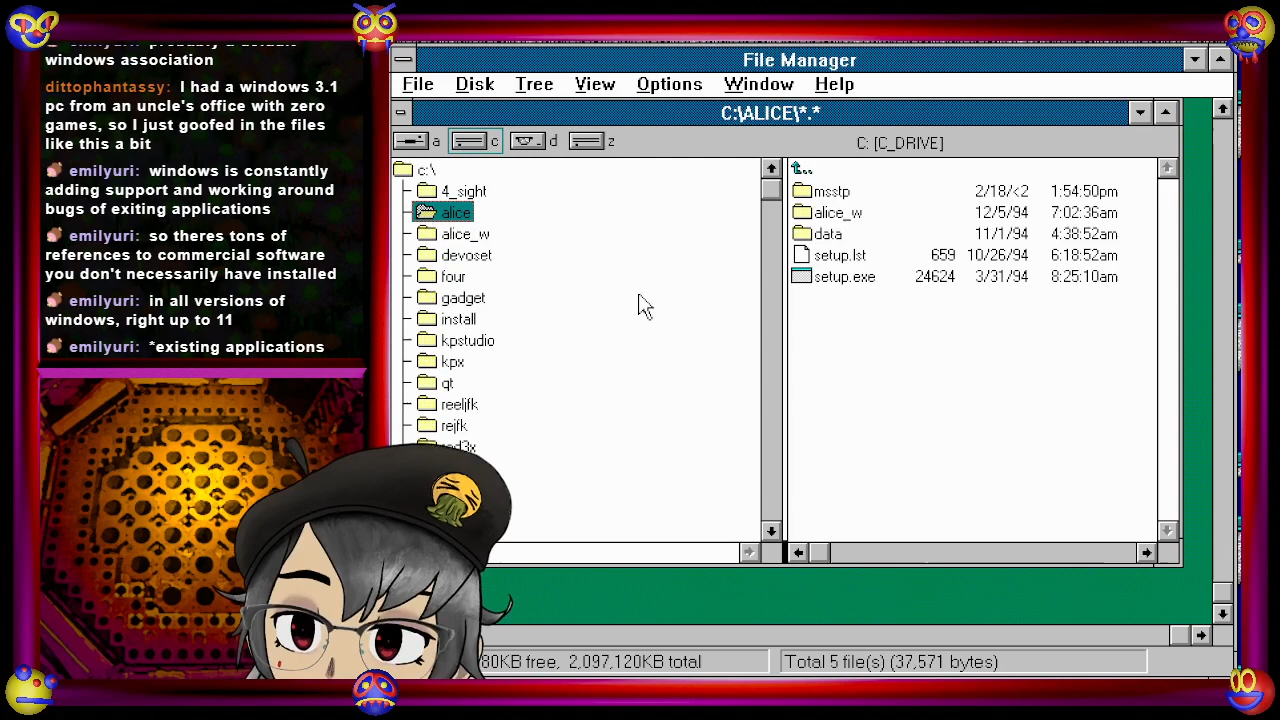 emilyuri: probably a default
windows association
dittophantassy: I had a windows 3.1
pc from an uncle's office with zero
games, so I just goofed in the files
like this a bit
emilyuri: windows is constantly
adding support and working around
bugs of exiting applications
emilyuri: so theres tons of
references to commercial software
you don't necessarily have installed
emilyuri: in all versions of
windows, right up to 11
emilyuri: *existing applications
File Manager
File Disk Tree View Options Window Help
C:\ALICE\*.*
a c d z C: [C_DRIVE]
c:\
4_sight
alice
alice_w
devoset
four
gadget
install
kpstudio
kpx
qt
reeljfk
rejfk
msstp 2/18/<2 1:54:50pm
alice_w 12/5/94 7:02:36am
data 11/1/94 4:38:52am
setup.lst 659 10/26/94 6:18:52am
setup.exe 24624 3/31/94 8:25:10am
80KB free, 2,097,120KB total
Total 5 file(s) (37,571 bytes)